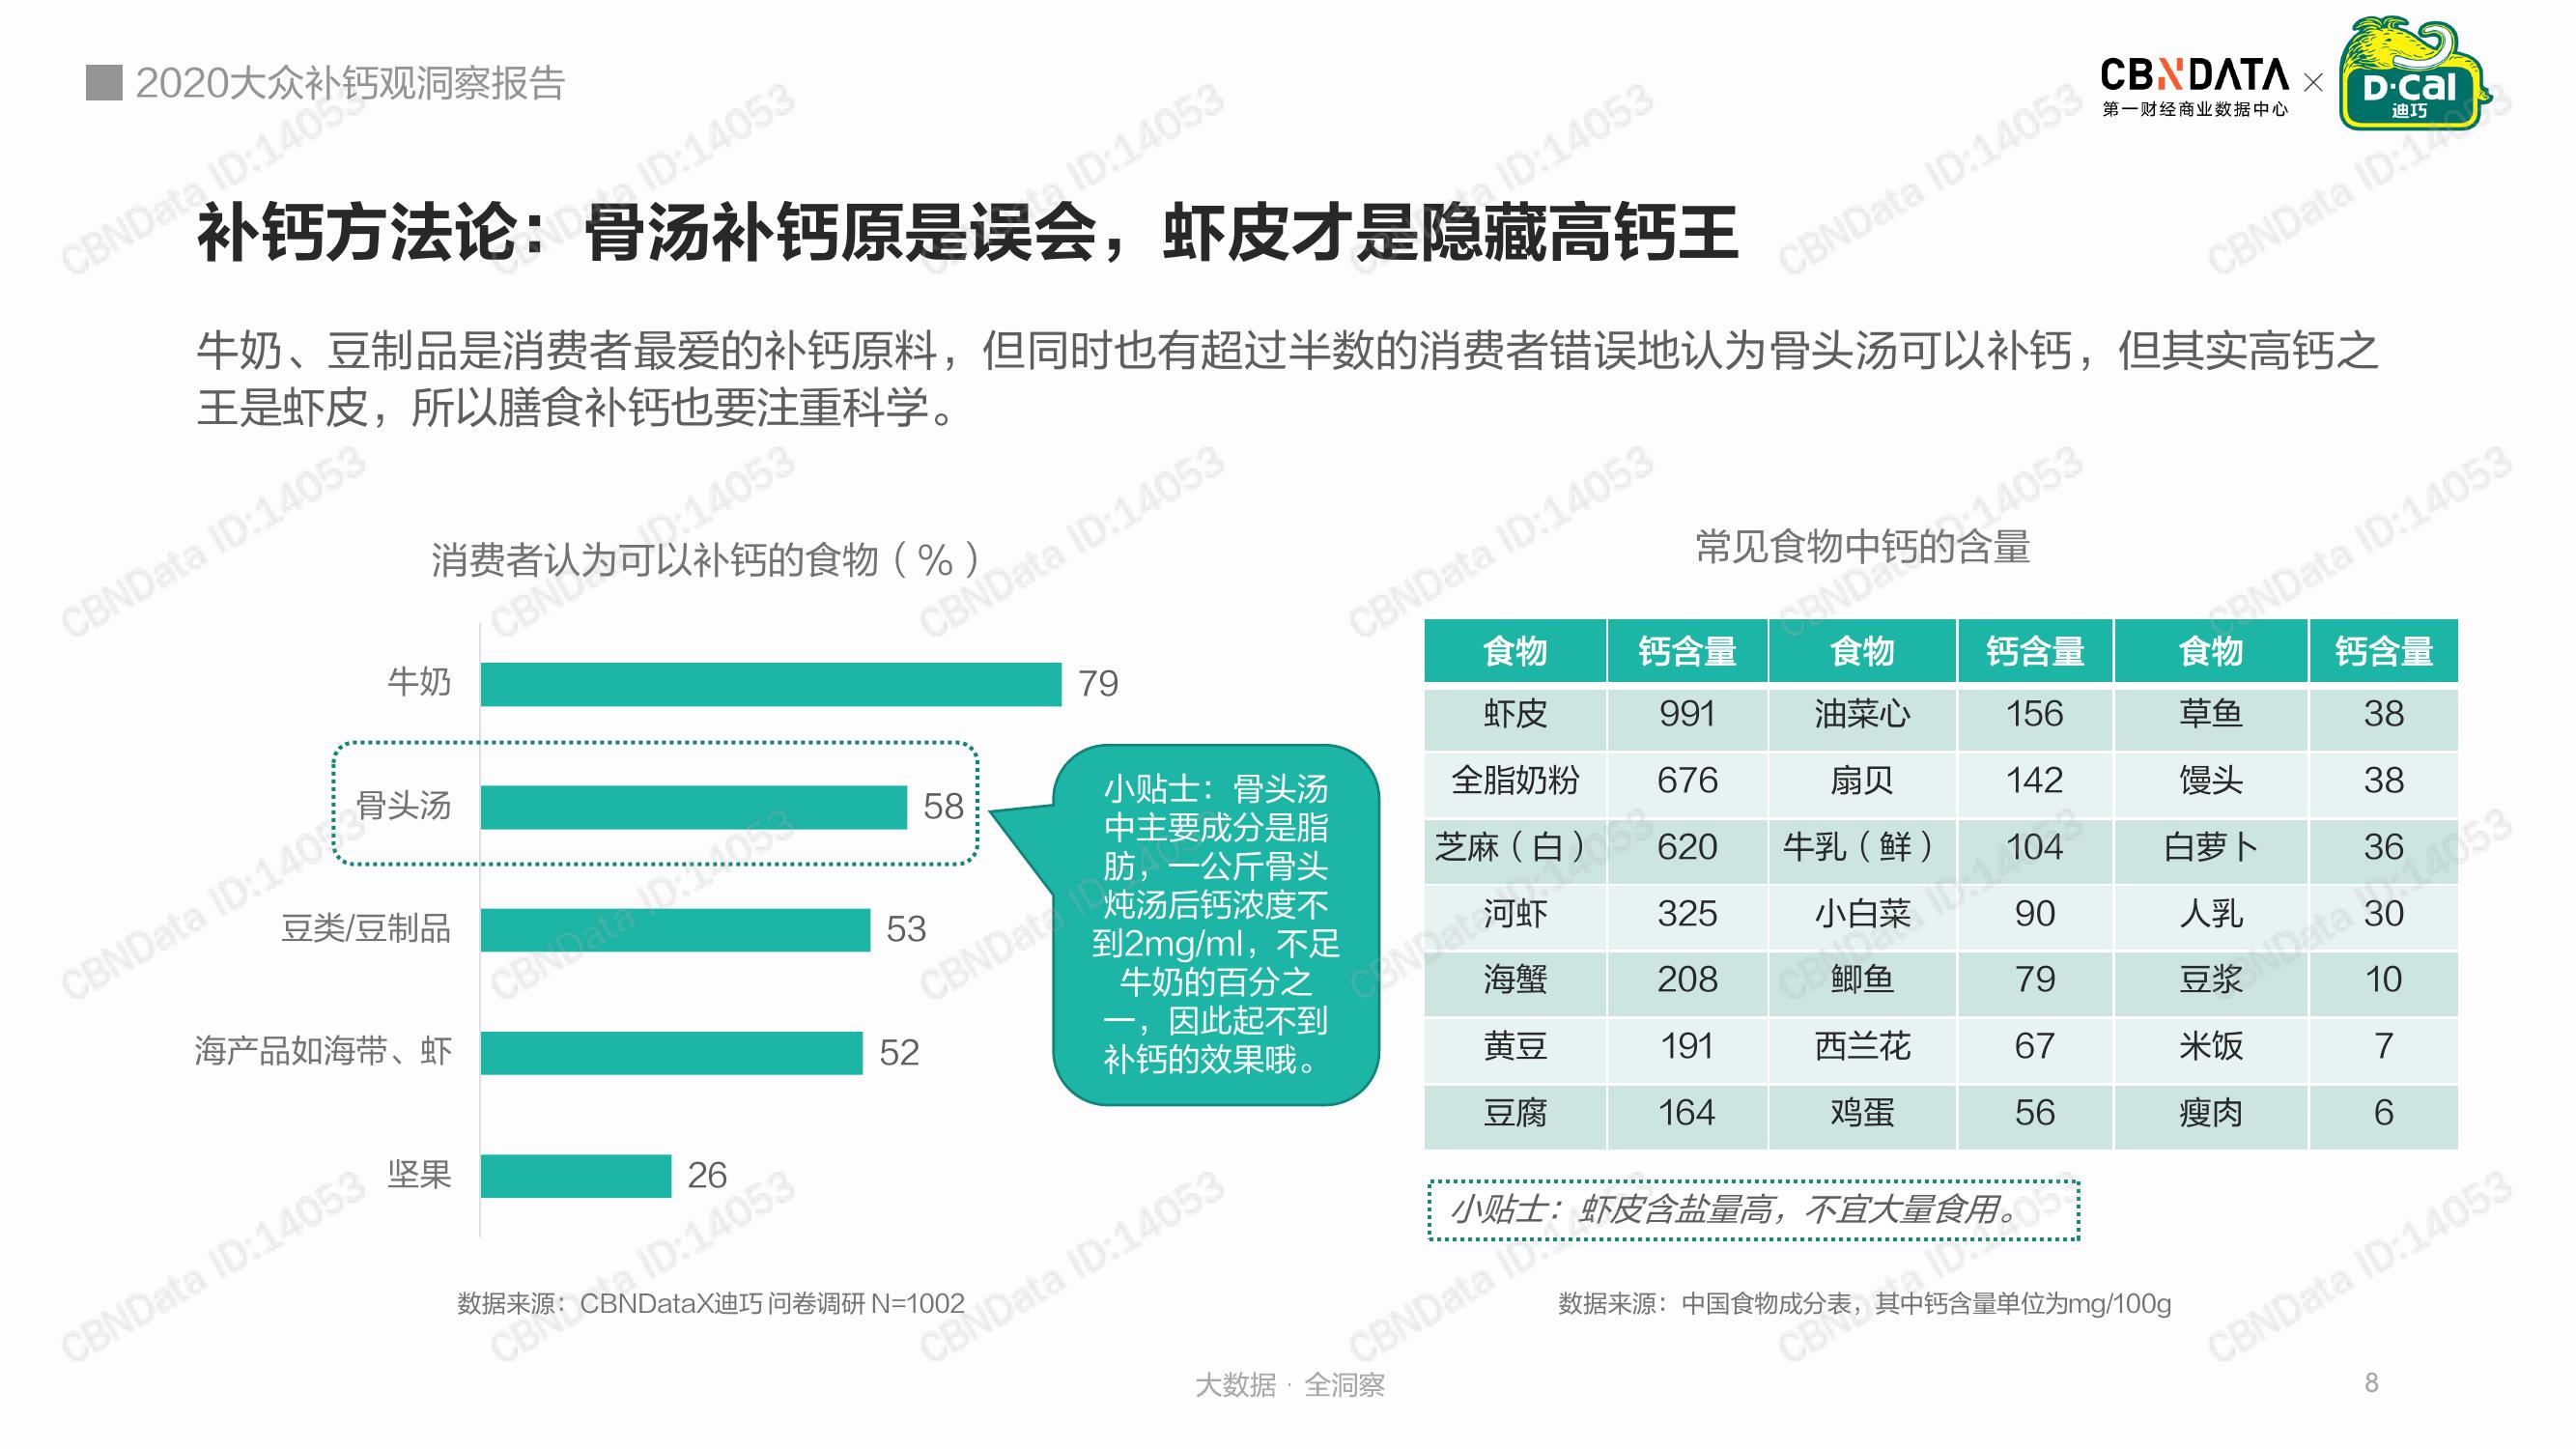 2020大众补钙观洞察报告
CBNDATA
第一财经商业数据中心
×
D·Cal
迪巧
补钙方法论：骨汤补钙原是误会，虾皮才是隐藏高钙王
牛奶、豆制品是消费者最爱的补钙原料，但同时也有超过半数的消费者错误地认为骨头汤可以补钙，但其实高钙之
王是虾皮，所以膳食补钙也要注重科学。
消费者认为可以补钙的食物（%）
牛奶 79
骨头汤 58
豆类/豆制品 53
海产品如海带、虾 52
坚果 26
小贴士：骨头汤
中主要成分是脂
肪，一公斤骨头
炖汤后钙浓度不
到2mg/ml，不足
牛奶的百分之
一，因此起不到
补钙的效果哦。
数据来源：CBNDataX迪巧 问卷调研 N=1002
常见食物中钙的含量
食物 钙含量 食物 钙含量 食物 钙含量
虾皮 991 油菜心 156 草鱼 38
全脂奶粉 676 扇贝 142 馒头 38
芝麻（白） 620 牛乳（鲜） 104 白萝卜 36
河虾 325 小白菜 90 人乳 30
海蟹 208 鲫鱼 79 豆浆 10
黄豆 191 西兰花 67 米饭 7
豆腐 164 鸡蛋 56 瘦肉 6
小贴士：虾皮含盐量高，不宜大量食用。
数据来源：中国食物成分表，其中钙含量单位为mg/100g
大数据 · 全洞察
8
CBNData ID:14053